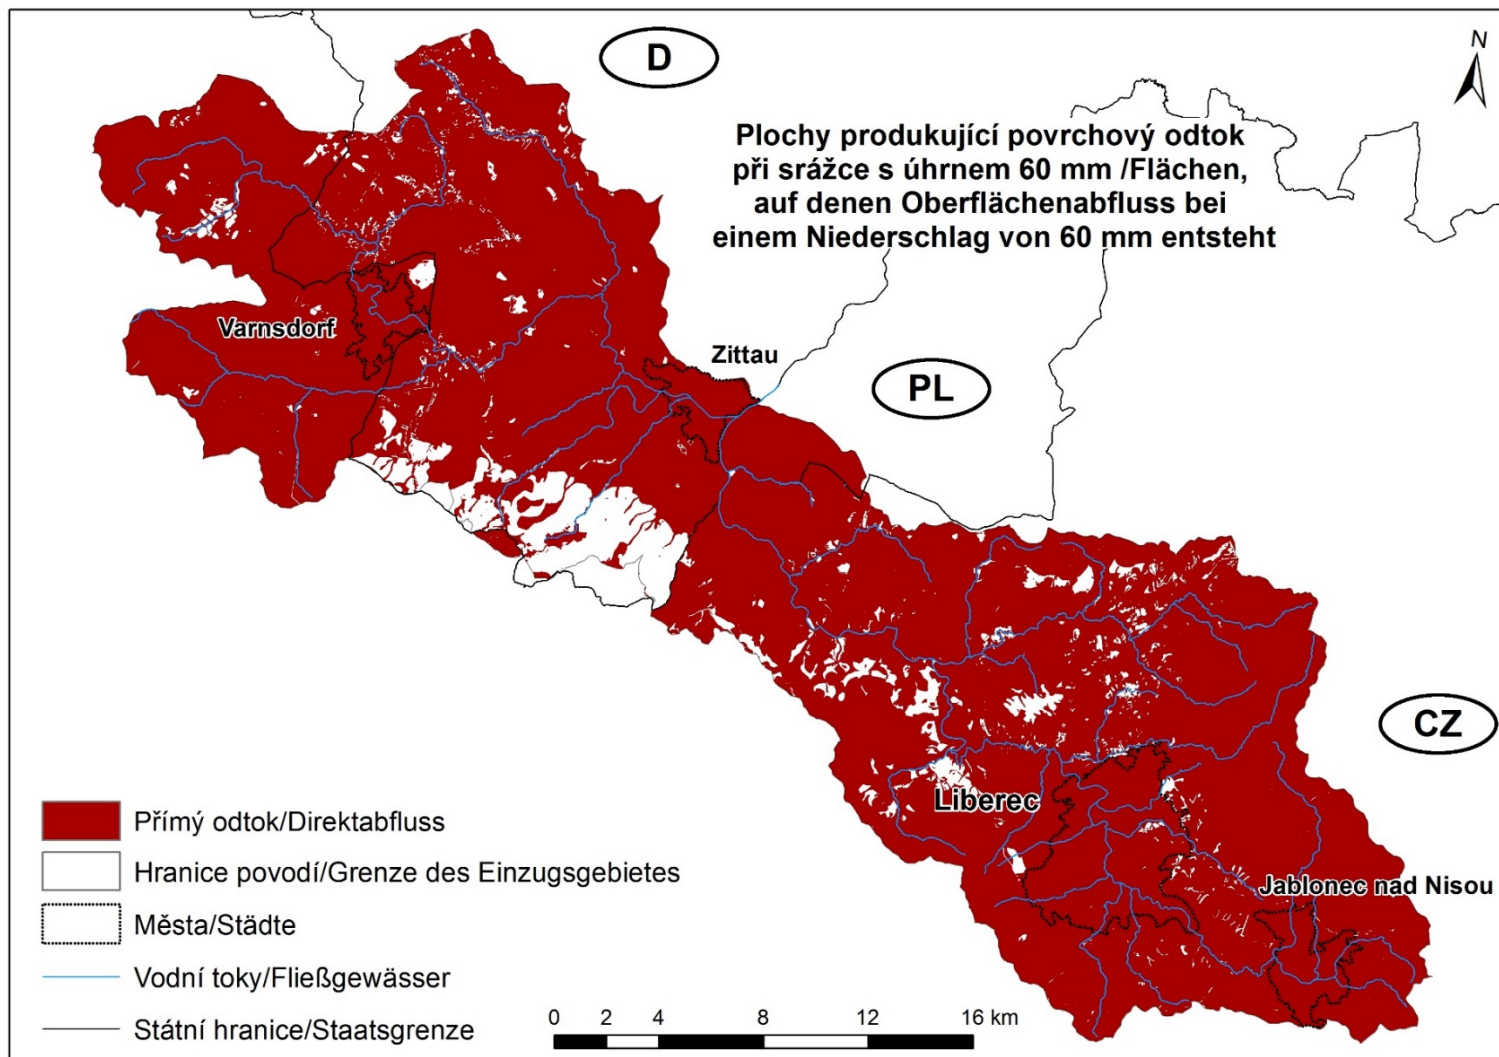 D
N
Plochy produkující povrchový odtok
při srážce s úhrnem 60 mm /Flächen,
auf denen Oberflächenabfluss bei
einem Niederschlag von 60 mm entsteht
Varnsdorf
Zittau
PL
CZ
Liberec
Jablonec nad Nisou
Přímý odtok/Direktabfluss
Hranice povodí/Grenze des Einzugsgebietes
Města/Städte
Vodní toky/Fließgewässer
Státní hranice/Staatsgrenze
0 2 4 8 12 16 km